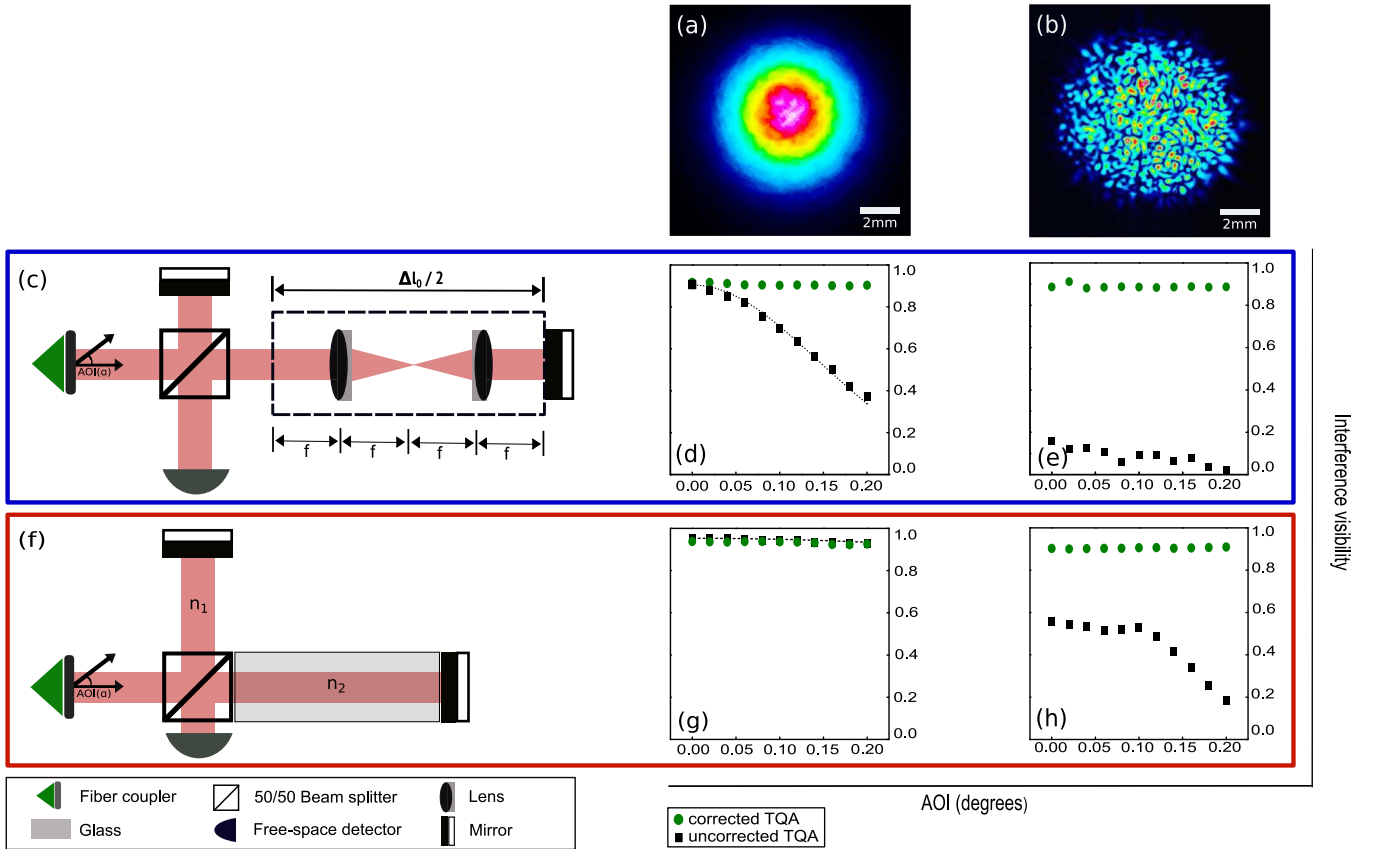 (a)
2mm
(b)
2mm
(c)
Δl₀/2
AOI(α)
f
f
f
f
(d)
1.0
0.8
0.6
0.4
0.2
0.0
0.00 0.05 0.10 0.15 0.20
(e)
1.0
0.8
0.6
0.4
0.2
0.0
0.00 0.05 0.10 0.15 0.20
(f)
n₁
AOI(α)
n₂
(g)
1.0
0.8
0.6
0.4
0.2
0.0
0.00 0.05 0.10 0.15 0.20
(h)
1.0
0.8
0.6
0.4
0.2
0.0
0.00 0.05 0.10 0.15 0.20
Interference visibility
AOI (degrees)
Fiber coupler
50/50 Beam splitter
Lens
Glass
Free-space detector
Mirror
corrected TQA
uncorrected TQA